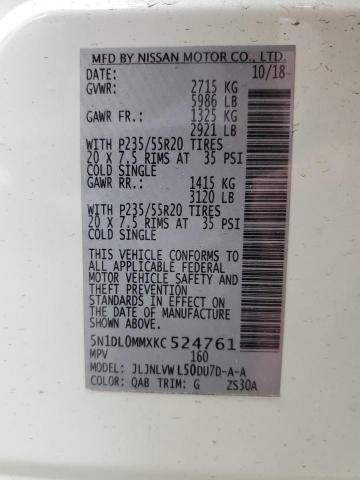 MFD BY NISSAN MOTOR CO., LTD.
DATE: 10/18
GVWR: 2715 KG
5986 LB
GAWR FR.: 1325 KG
2921 LB
WITH P235/55R20 TIRES
20 X 7.5 RIMS AT 35 PSI
COLD SINGLE
GAWR RR.: 1415 KG
3120 LB
WITH P235/55R20 TIRES
20 X 7.5 RIMS AT 35 PSI
COLD SINGLE
THIS VEHICLE CONFORMS TO
ALL APPLICABLE FEDERAL
MOTOR VEHICLE SAFETY AND
THEFT PREVENTION
STANDARDS IN EFFECT ON
THE DATE OF
MANUFACTURE SHOWN ABOVE.
5N1DL0MMXKC524761
MPV 160
MODEL: JLJNLVWL50DU7D-A-A
COLOR: QAB TRIM: G ZS30A